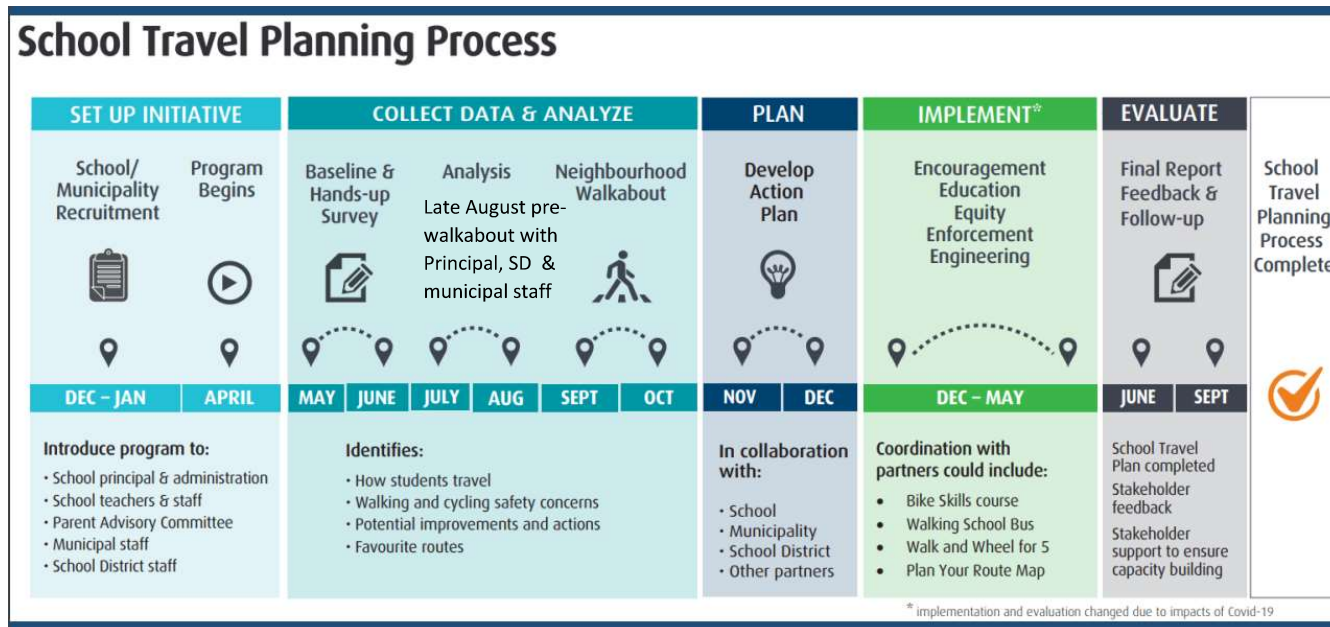 School Travel Planning Process
SET UP INITIATIVE
School/
Municipality
Recruitment
Program
Begins
DEC – JAN
APRIL
Introduce program to:
• School principal & administration
• School teachers & staff
• Parent Advisory Committee
• Municipal staff
• School District staff
COLLECT DATA & ANALYZE
Baseline &
Hands-up
Survey
Analysis
Late August pre-
walkabout with
Principal, SD &
municipal staff
Neighbourhood
Walkabout
MAY
JUNE
JULY
AUG
SEPT
OCT
Identifies:
• How students travel
• Walking and cycling safety concerns
• Potential improvements and actions
• Favourite routes
PLAN
Develop
Action
Plan
NOV
DEC
In collaboration
with:
• School
• Municipality
• School District
• Other partners
IMPLEMENT*
Encouragement
Education
Equity
Enforcement
Engineering
DEC – MAY
Coordination with
partners could include:
• Bike Skills course
• Walking School Bus
• Walk and Wheel for 5
• Plan Your Route Map
EVALUATE
Final Report
Feedback &
Follow-up
JUNE
SEPT
School Travel
Plan completed
Stakeholder
feedback
Stakeholder
support to ensure
capacity building
School
Travel
Planning
Process
Complete
* implementation and evaluation changed due to impacts of Covid-19